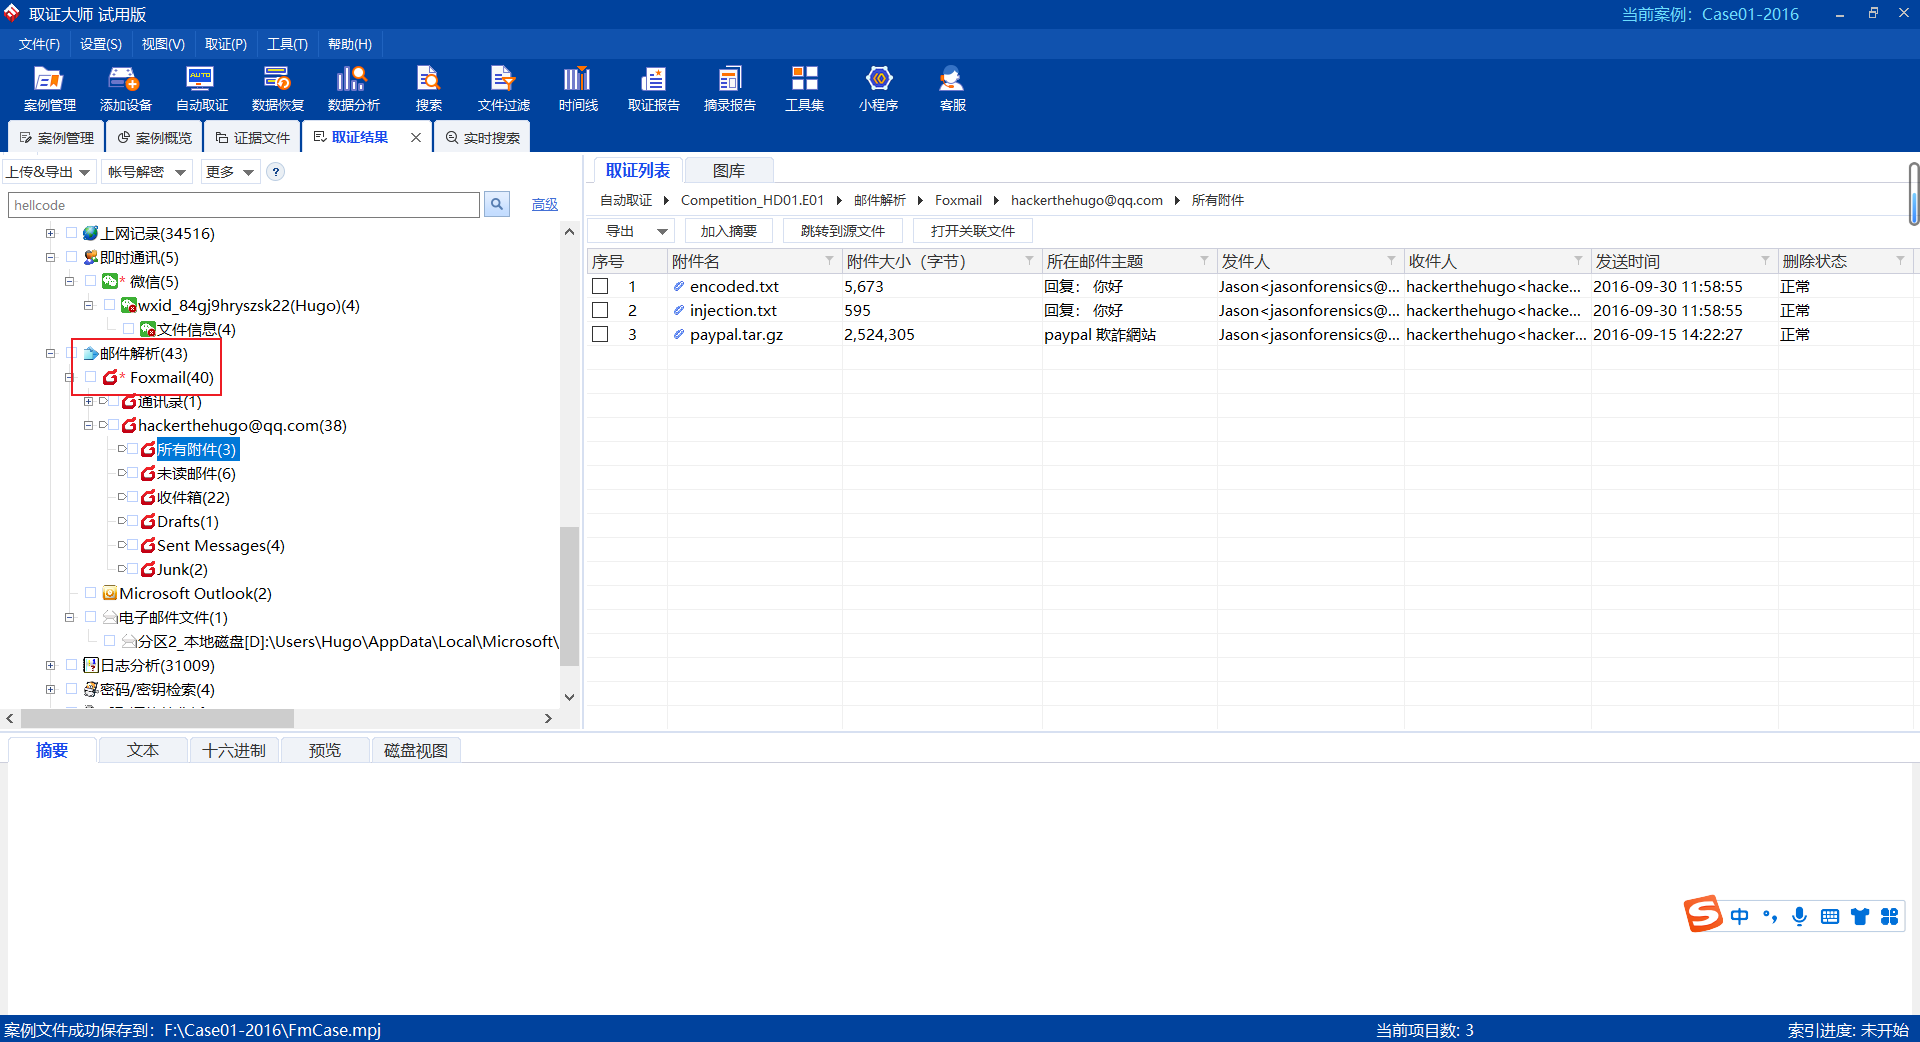 取证大师 试用版
当前案例：Case01-2016
文件(F) 设置(S) 视图(V) 取证(P) 工具(T) 帮助(H)
案例管理 添加设备 自动取证 数据恢复 数据分析 搜索 文件过滤 时间线 取证报告 摘录报告 工具集 小程序 客服
案例管理 案例概览 证据文件 取证结果 实时搜索
上传&导出 帐号解密 更多 ?
hellcode 高级
上网记录(34516)
即时通讯(5)
* 微信(5)
wxid_84gj9hryszsk22(Hugo)(4)
文件信息(4)
邮件解析(43)
* Foxmail(40)
通讯录(1)
hackerthehugo@qq.com(38)
所有附件(3)
未读邮件(6)
收件箱(22)
Drafts(1)
Sent Messages(4)
Junk(2)
Microsoft Outlook(2)
电子邮件文件(1)
分区2_本地磁盘[D]:\Users\Hugo\AppData\Local\Microsoft\
日志分析(31009)
密码/密钥检索(4)
取证列表 图库
自动取证 Competition_HD01.E01 邮件解析 Foxmail hackerthehugo@qq.com 所有附件
导出 加入摘要 跳转到源文件 打开关联文件
序号 附件名 附件大小（字节） 所在邮件主题 发件人 收件人 发送时间 删除状态
1 encoded.txt 5,673 回复： 你好 Jason<jasonforensics@... hackerthehugo<hacke... 2016-09-30 11:58:55 正常
2 injection.txt 595 回复： 你好 Jason<jasonforensics@... hackerthehugo<hacke... 2016-09-30 11:58:55 正常
3 paypal.tar.gz 2,524,305 paypal 欺詐網站 Jason<jasonforensics@... hackerthehugo<hacker... 2016-09-15 14:22:27 正常
摘要 文本 十六进制 预览 磁盘视图
中
案例文件成功保存到：F:\Case01-2016\FmCase.mpj
当前项目数: 3
索引进度: 未开始